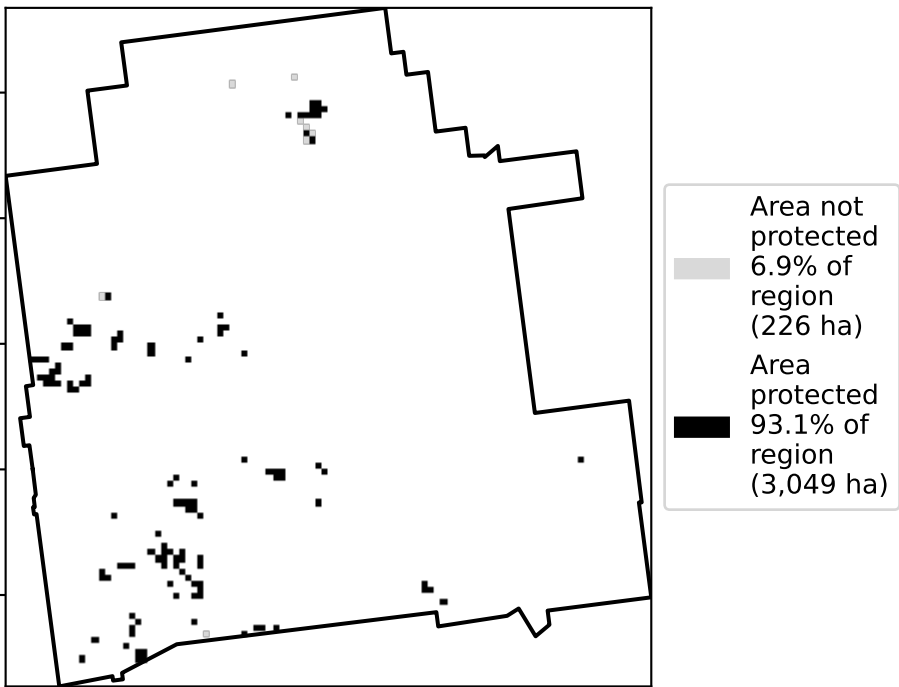 Area not
protected
6.9% of
region
(226 ha)
Area
protected
93.1% of
region
(3,049 ha)